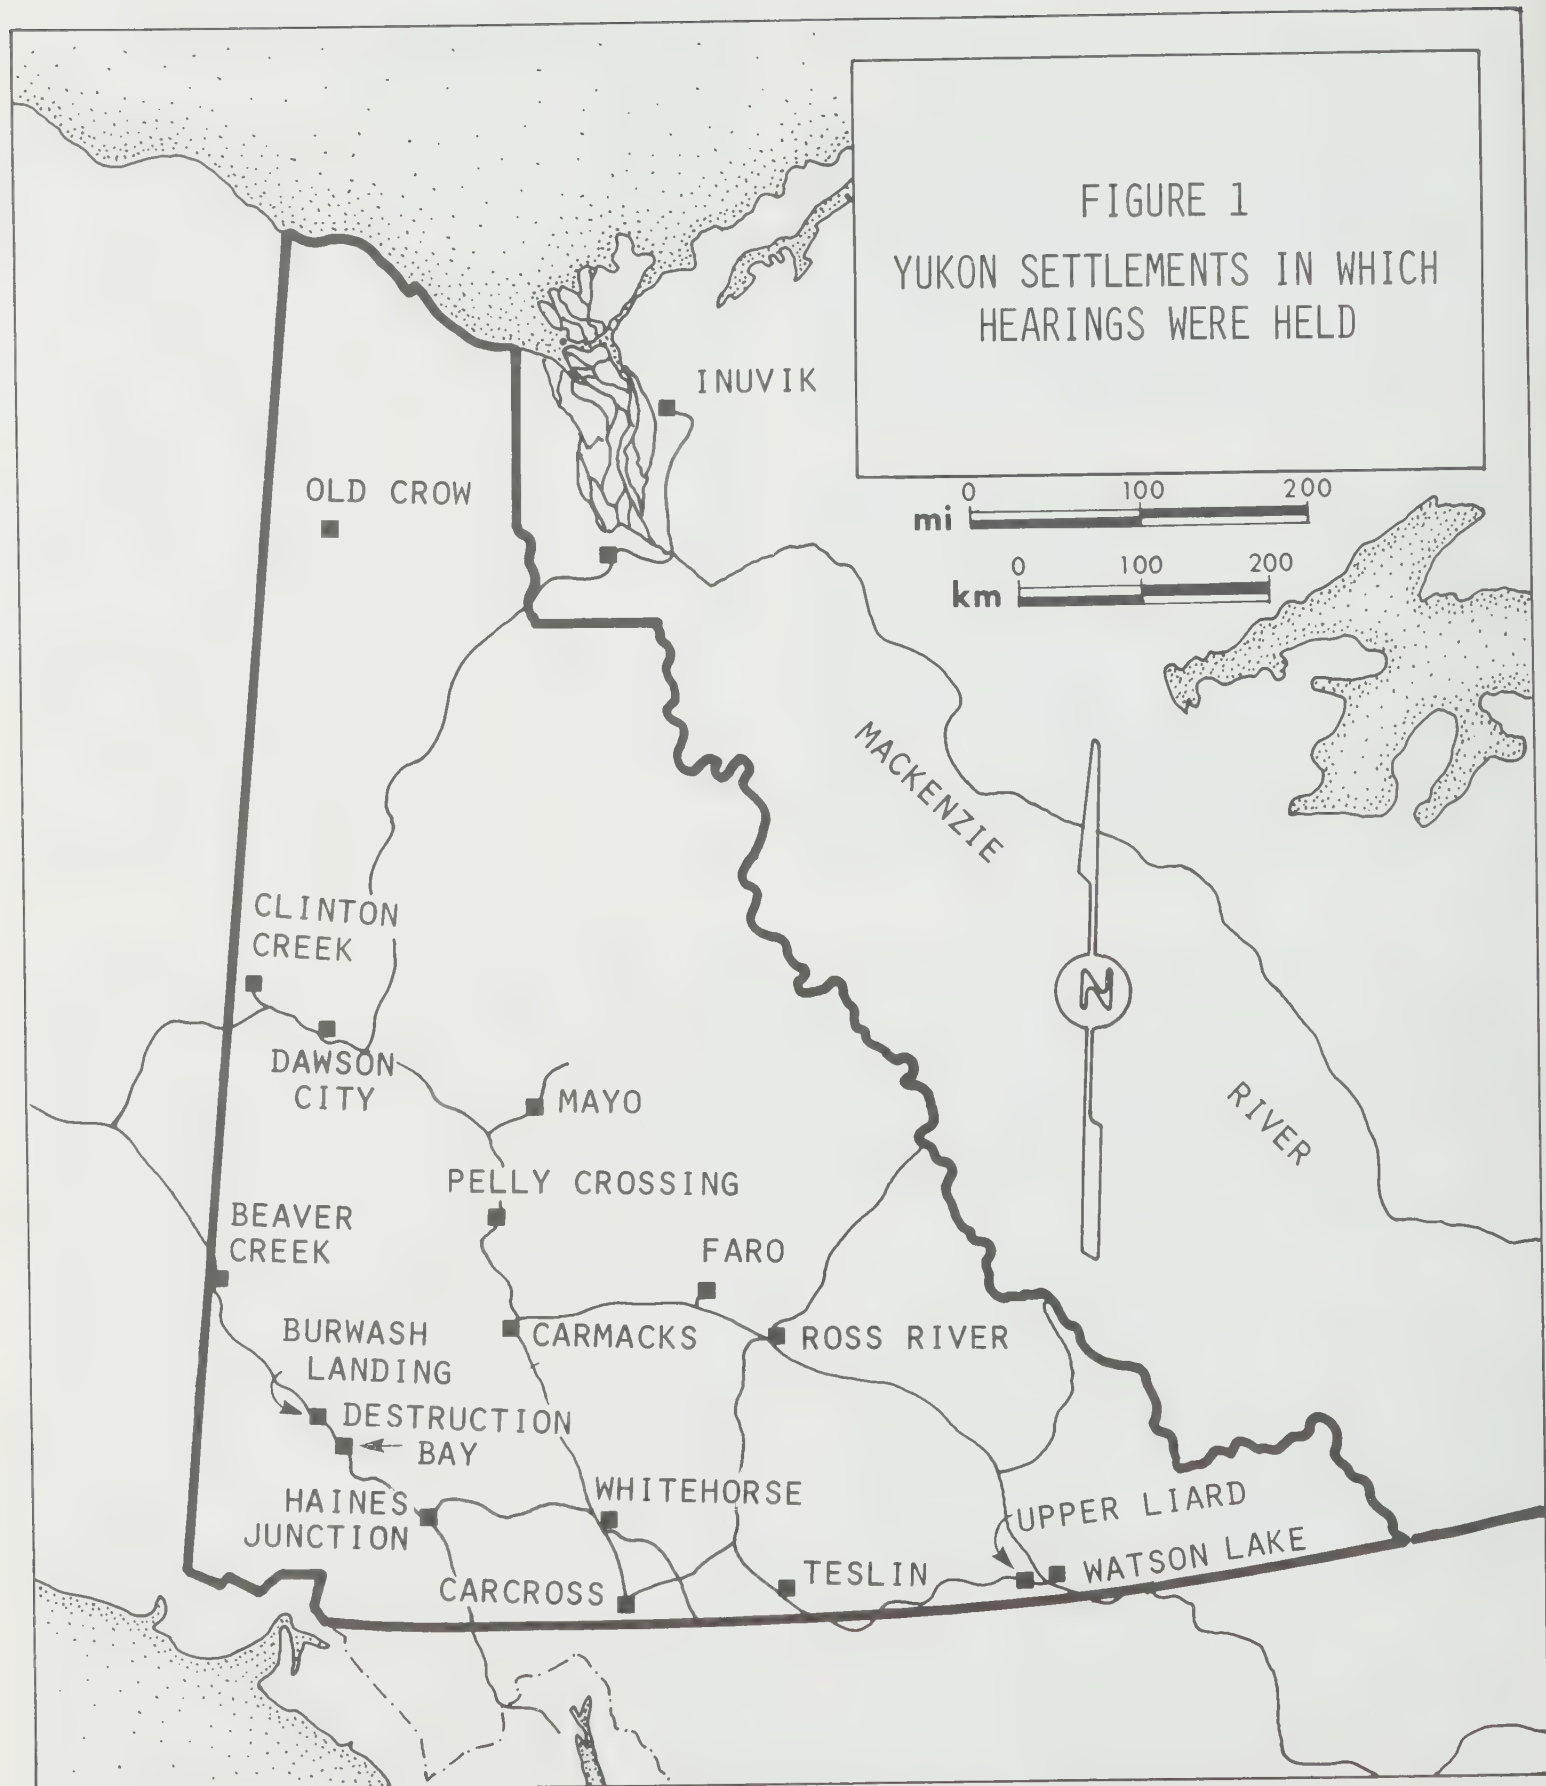 FIGURE 1
YUKON SETTLEMENTS IN WHICH
HEARINGS WERE HELD
INUVIK
OLD CROW
0 100 200
mi
0 100 200
km
MACKENZIE
RIVER
N
CLINTON
CREEK
DAWSON
CITY
MAYO
PELLY CROSSING
BEAVER
CREEK
FARO
BURWASH
LANDING
CARMACKS
ROSS RIVER
DESTRUCTION
BAY
HAINES
JUNCTION
WHITEHORSE
UPPER LIARD
WATSON LAKE
TESLIN
CARCROSS